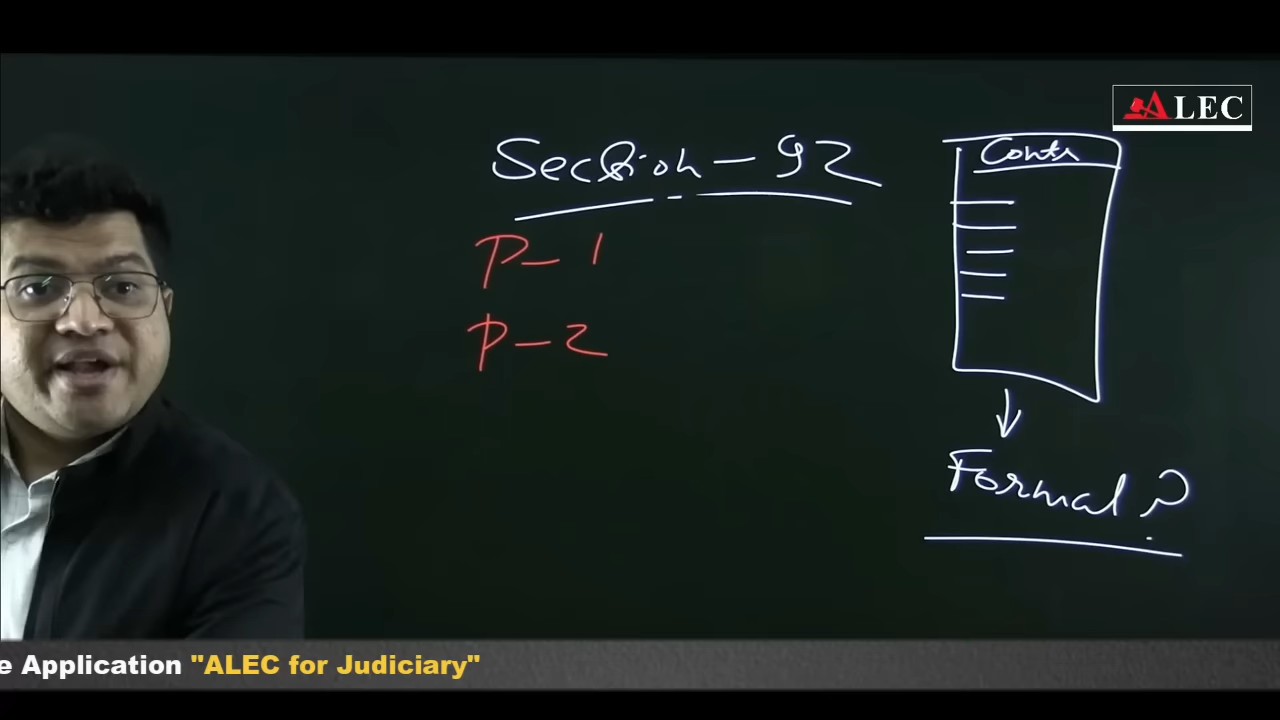 ALEC
Section - 92
P - 1
P - 2
Contr
Formal ?
e Application "ALEC for Judiciary"